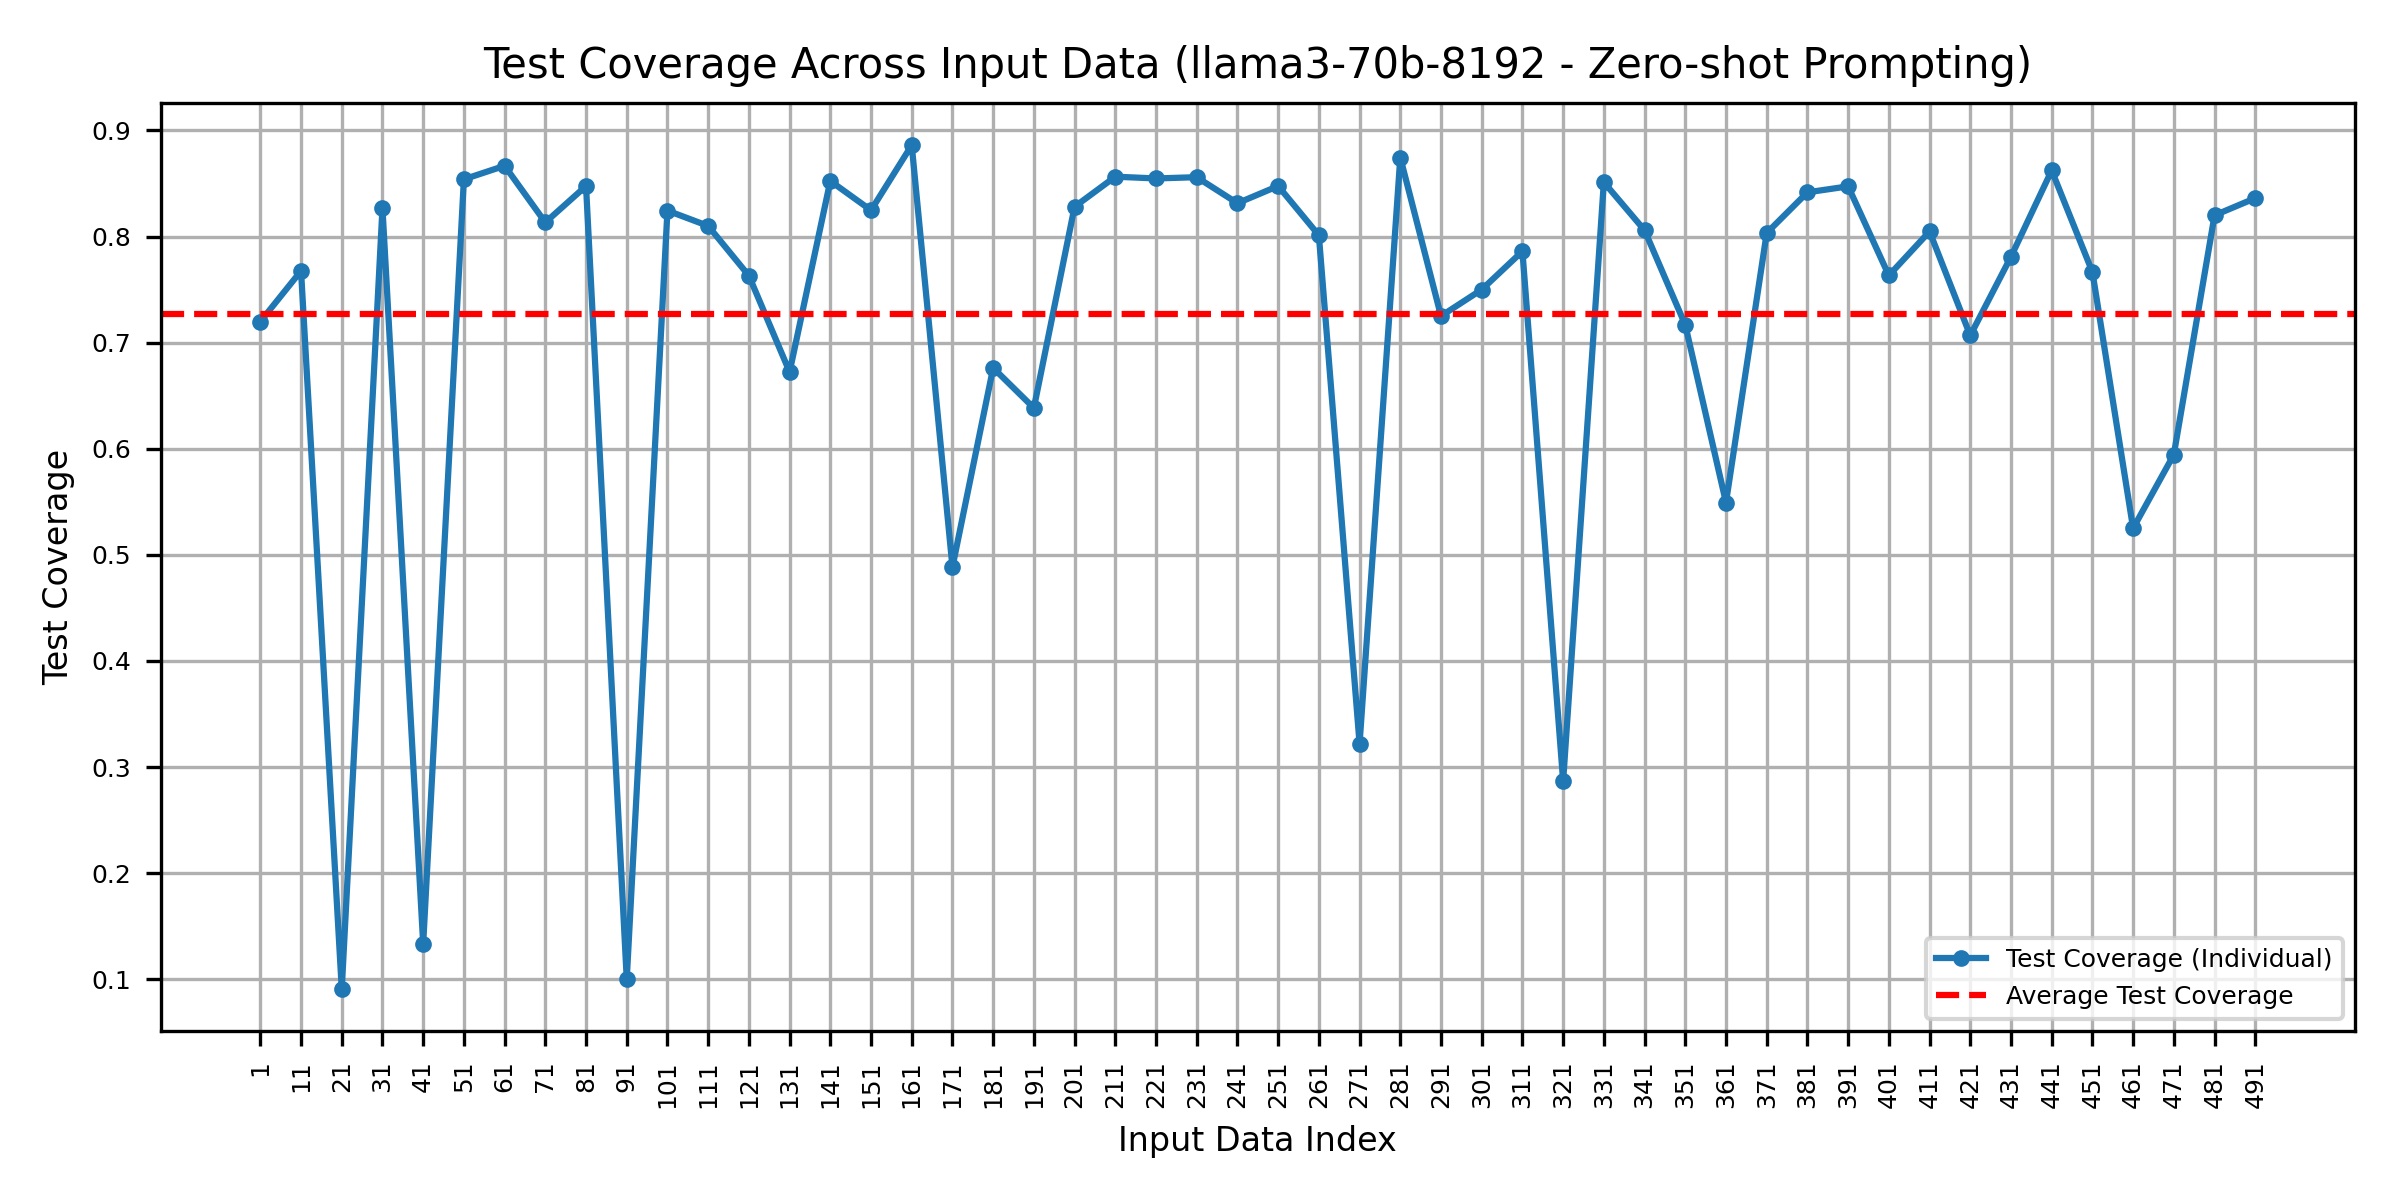 Test Coverage Across Input Data (llama3-70b-8192 - Zero-shot Prompting)
Test Coverage
0.9
0.8
0.7
0.6
0.5
0.4
0.3
0.2
0.1
Test Coverage (Individual)
Average Test Coverage
1 11 21 31 41 51 61 71 81 91 101 111 121 131 141 151 161 171 181 191 201 211 221 231 241 251 261 271 281 291 301 311 321 331 341 351 361 371 381 391 401 411 421 431 441 451 461 471 481 491
Input Data Index